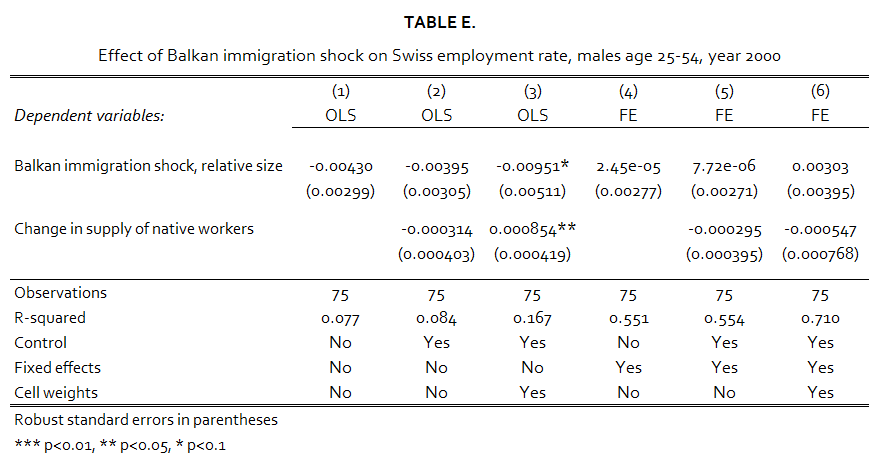 TABLE E.
Effect of Balkan immigration shock on Swiss employment rate, males age 25-54, year 2000
(1) (2) (3) (4) (5) (6)
Dependent variables: OLS OLS OLS FE FE FE
Balkan immigration shock, relative size -0.00430 -0.00395 -0.00951* 2.45e-05 7.72e-06 0.00303
(0.00299) (0.00305) (0.00511) (0.00277) (0.00271) (0.00395)
Change in supply of native workers -0.000314 0.000854** -0.000295 -0.000547
(0.000403) (0.000419) (0.000395) (0.000768)
Observations 75 75 75 75 75 75
R-squared 0.077 0.084 0.167 0.551 0.554 0.710
Control No Yes Yes No Yes Yes
Fixed effects No No No Yes Yes Yes
Cell weights No No Yes No No Yes
Robust standard errors in parentheses
*** p<0.01, ** p<0.05, * p<0.1